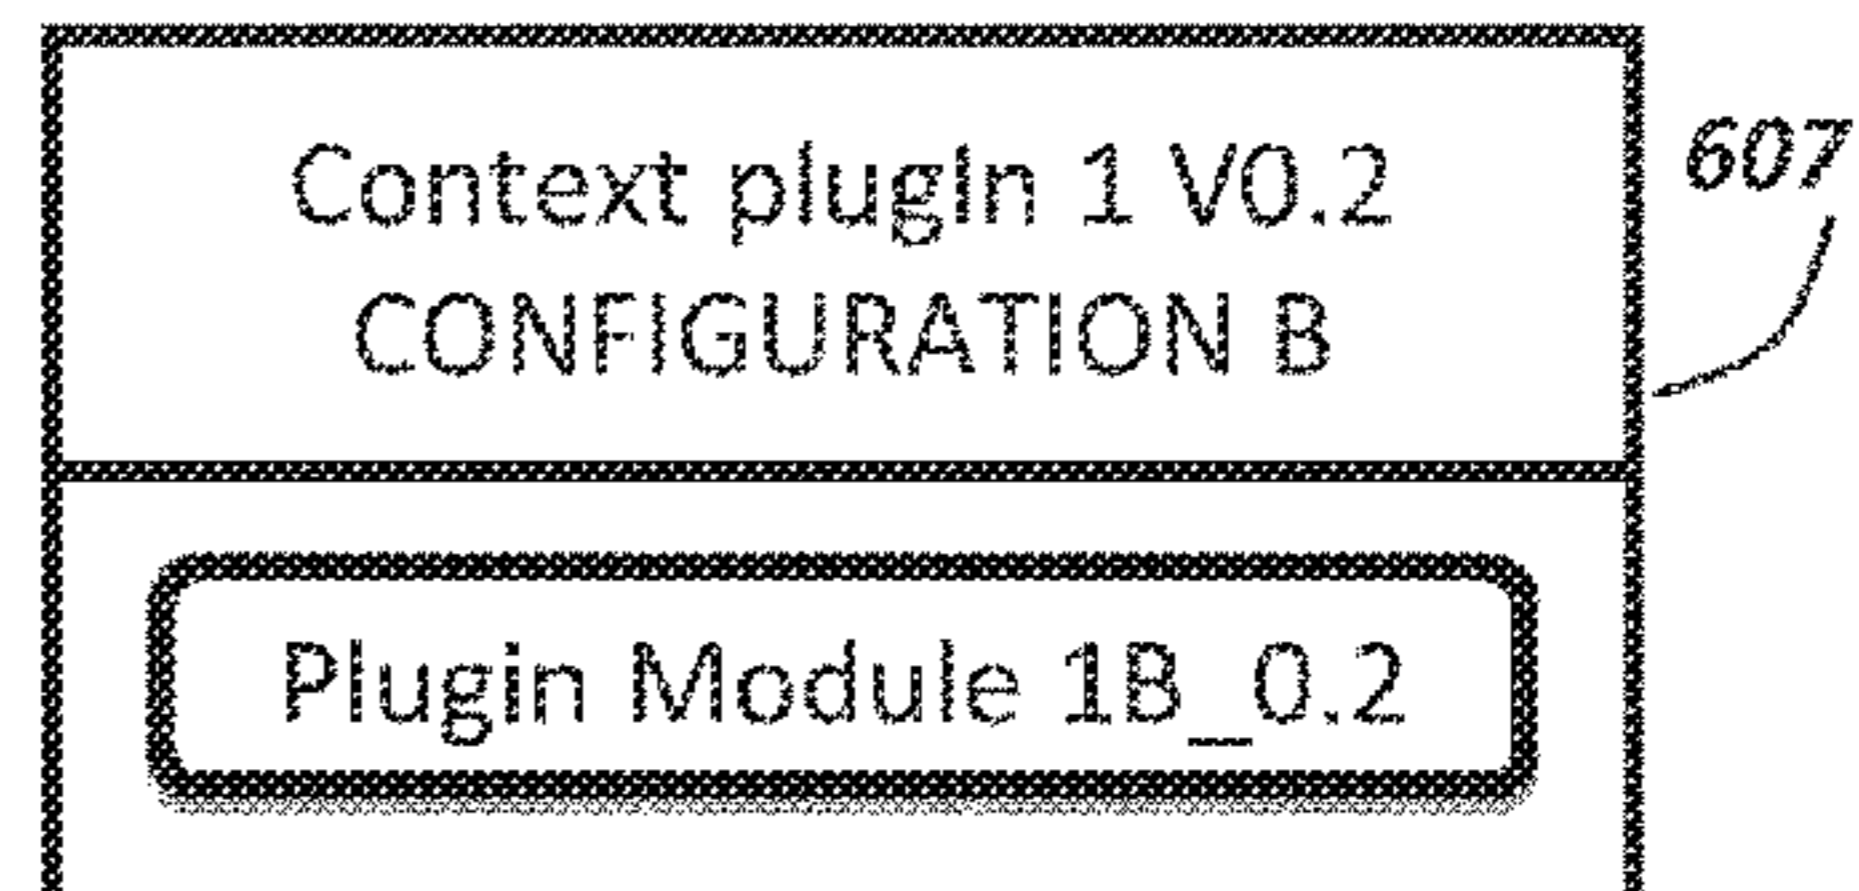 Context plugIn 1 V0.2
CONFIGURATION B
607
Plugin Module 1B_0.2